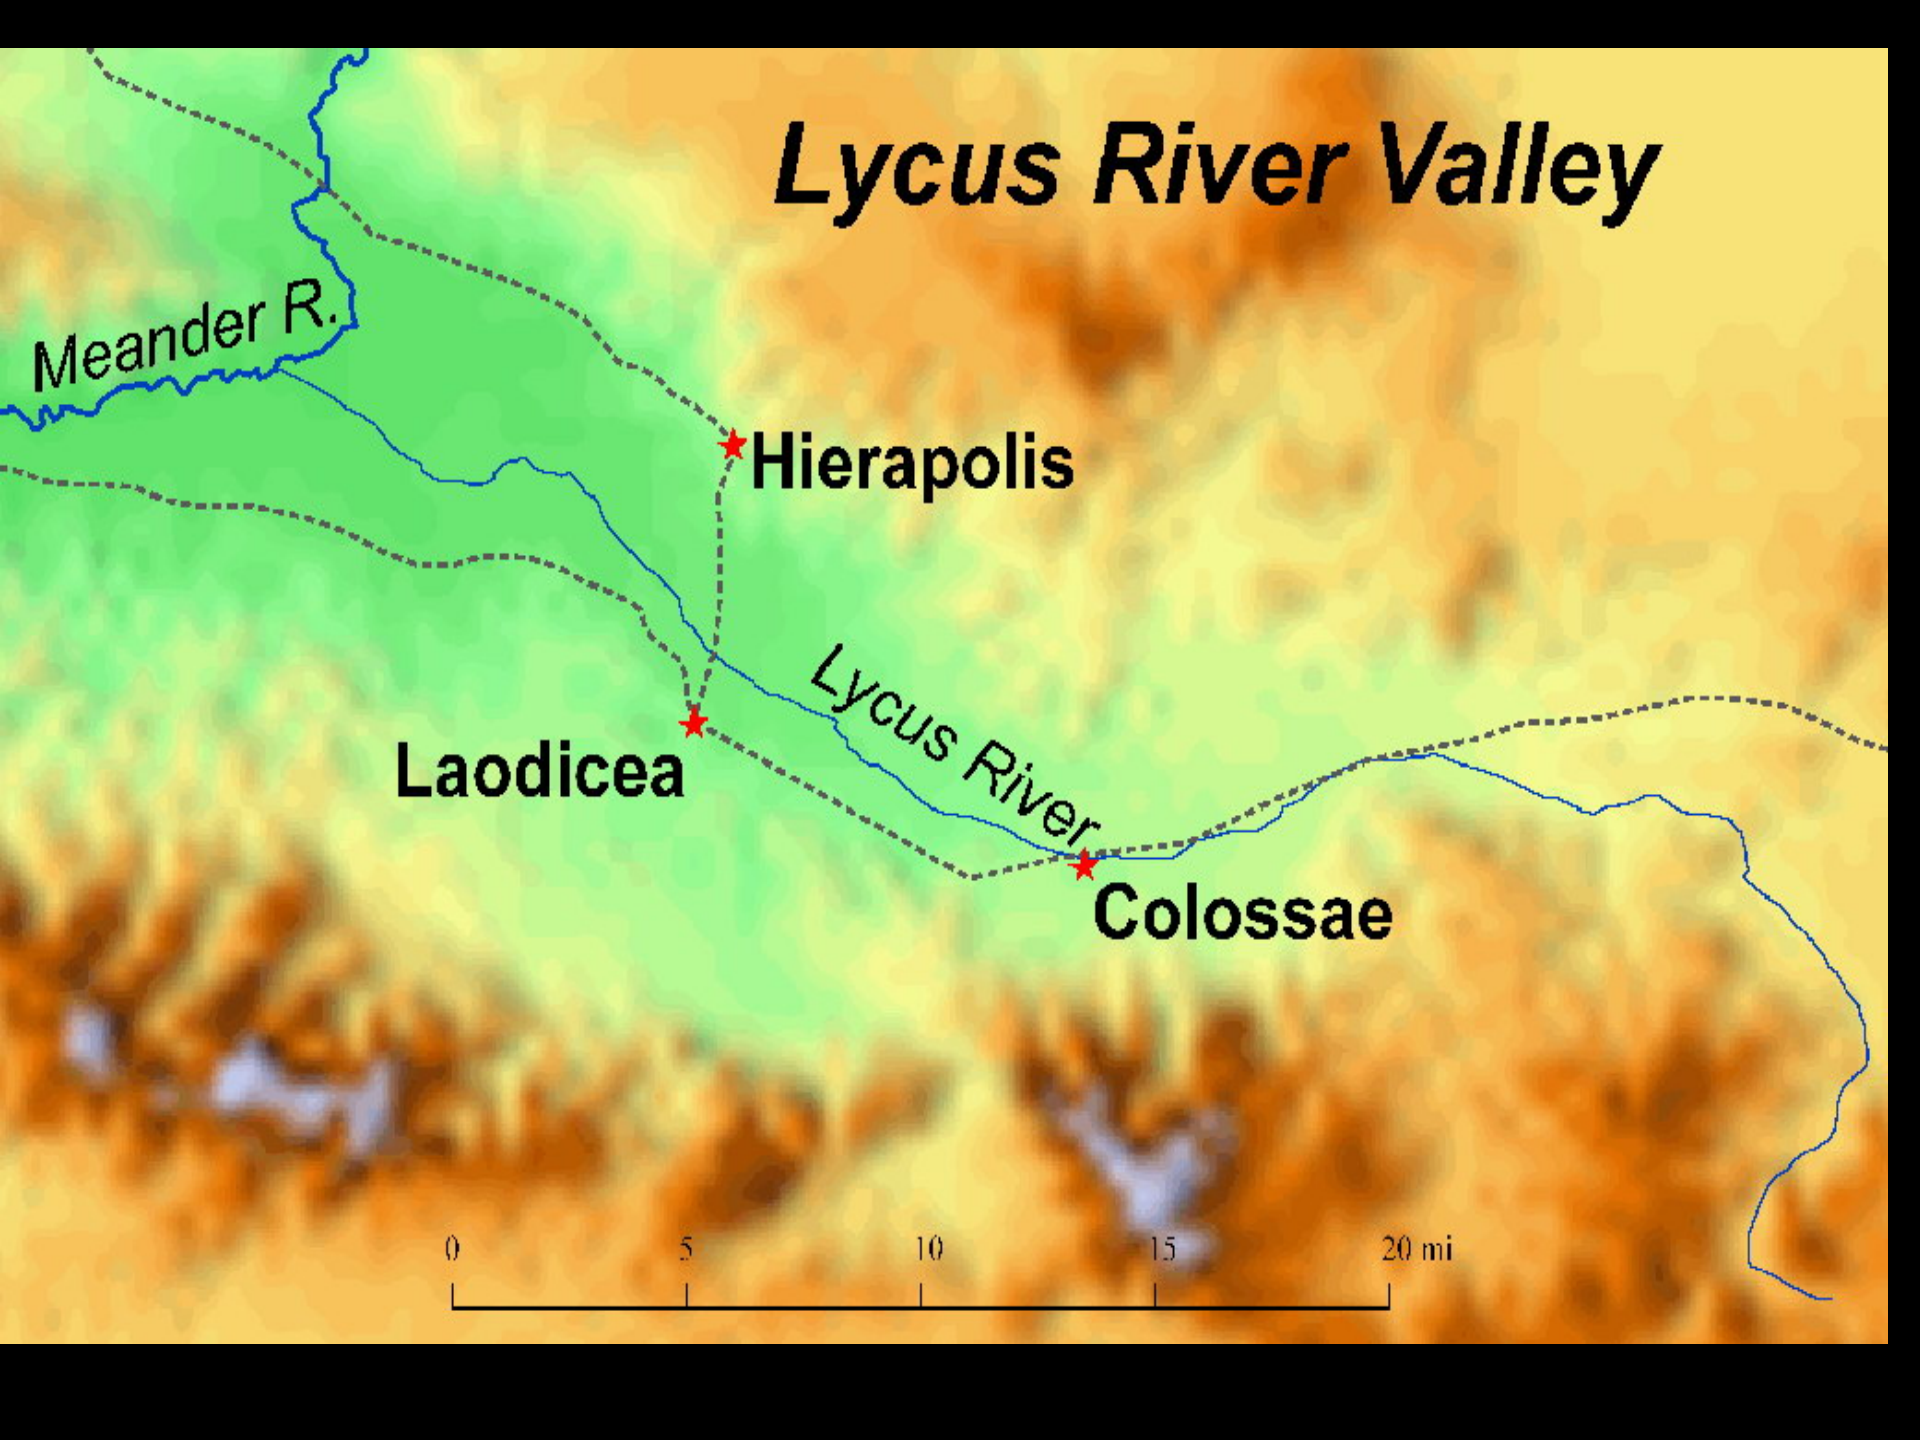 Lycus River Valley
Meander R.
Hierapolis
Lycus River
Laodicea
Colossae
0 5 10 15 20 mi